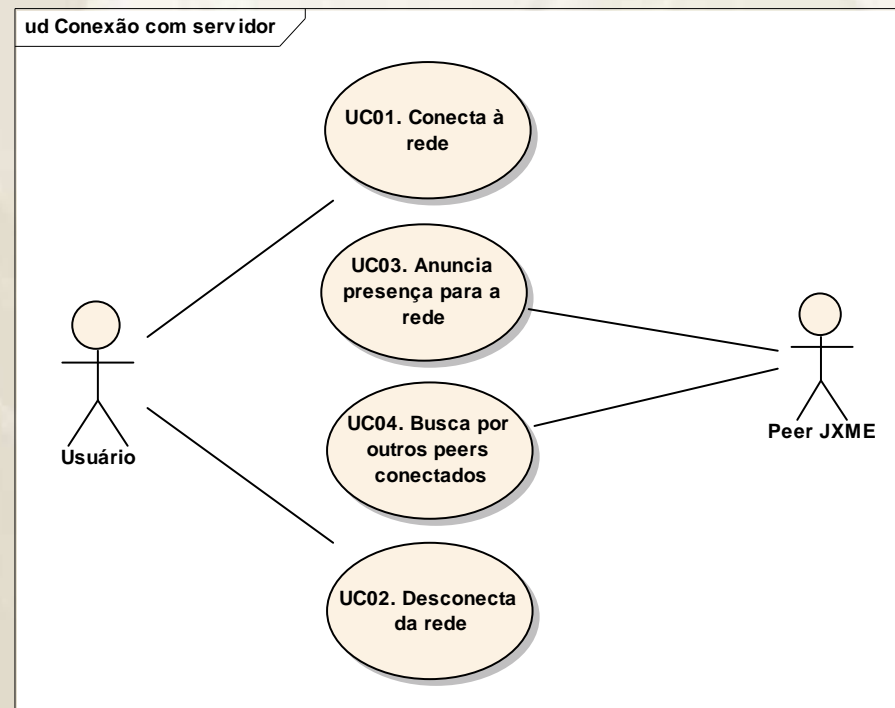 ud Conexão com servidor
UC01. Conecta à
rede
UC03. Anuncia
presença para a
rede
UC04. Busca por
outros peers
conectados
UC02. Desconecta
da rede
Usuário
Peer JXME